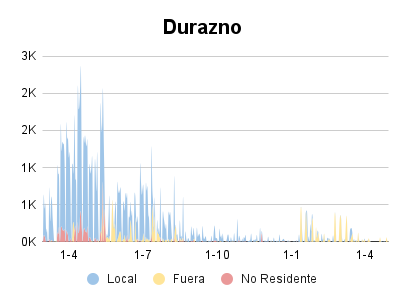 Durazno
3K
2K
2K
1K
1K
0K
1-4
1-7
1-10
1-1
1-4
Local
Fuera
No Residente